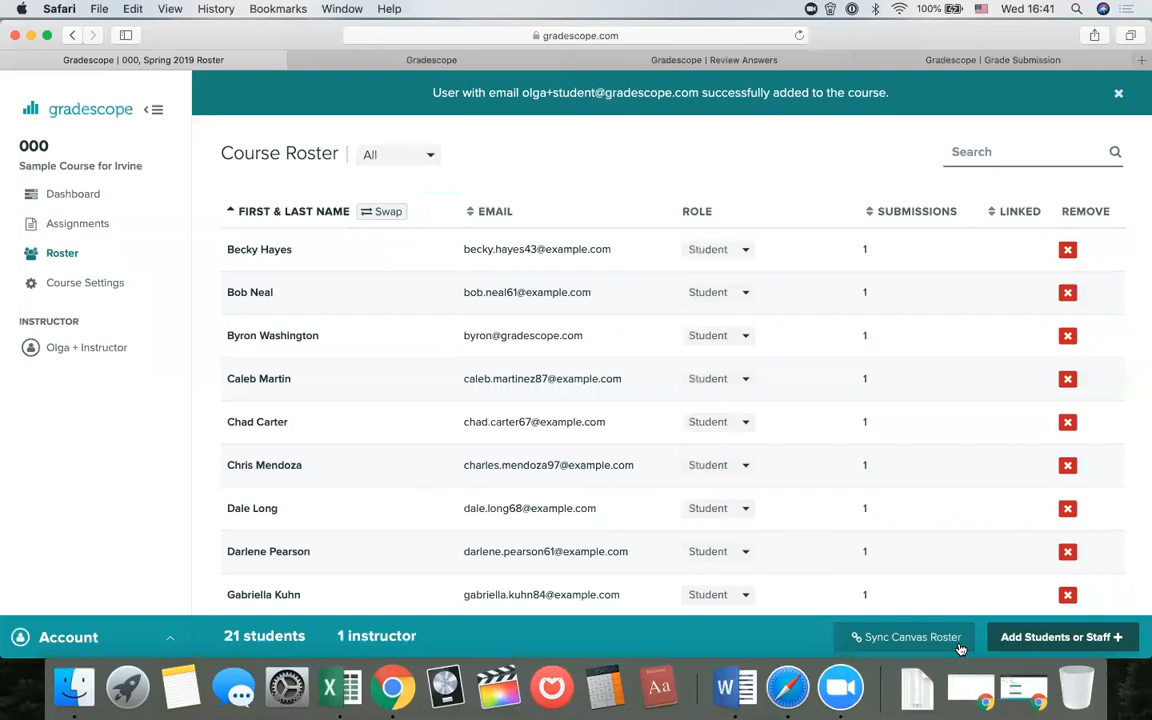 Safari File Edit View History Bookmarks Window Help 100% Wed 16:41
gradescope.com
Gradescope | 000, Spring 2019 Roster Gradescope Gradescope | Review Answers Gradescope | Grade Submission
User with email olga+student@gradescope.com successfully added to the course.
gradescope
000
Sample Course for Irvine
Dashboard
Assignments
Roster
Course Settings
INSTRUCTOR
Olga + Instructor
Course Roster All Search
FIRST & LAST NAME Swap EMAIL ROLE SUBMISSIONS LINKED REMOVE
Becky Hayes becky.hayes43@example.com Student 1
Bob Neal bob.neal61@example.com Student 1
Byron Washington byron@gradescope.com Student 1
Caleb Martin caleb.martinez87@example.com Student 1
Chad Carter chad.carter67@example.com Student 1
Chris Mendoza charles.mendoza97@example.com Student 1
Dale Long dale.long68@example.com Student 1
Darlene Pearson darlene.pearson61@example.com Student 1
Gabriella Kuhn gabriella.kuhn84@example.com Student 1
Account 21 students 1 instructor Sync Canvas Roster Add Students or Staff +